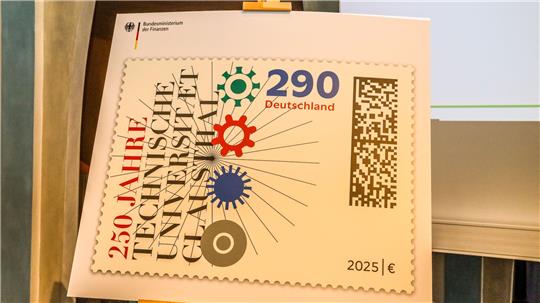 Bundesministerium
der Finanzen
250 JAHRE
TECHNISCHE
UNIVERSITÄT
CLAUSTHAL
290
Deutschland
2025 | €